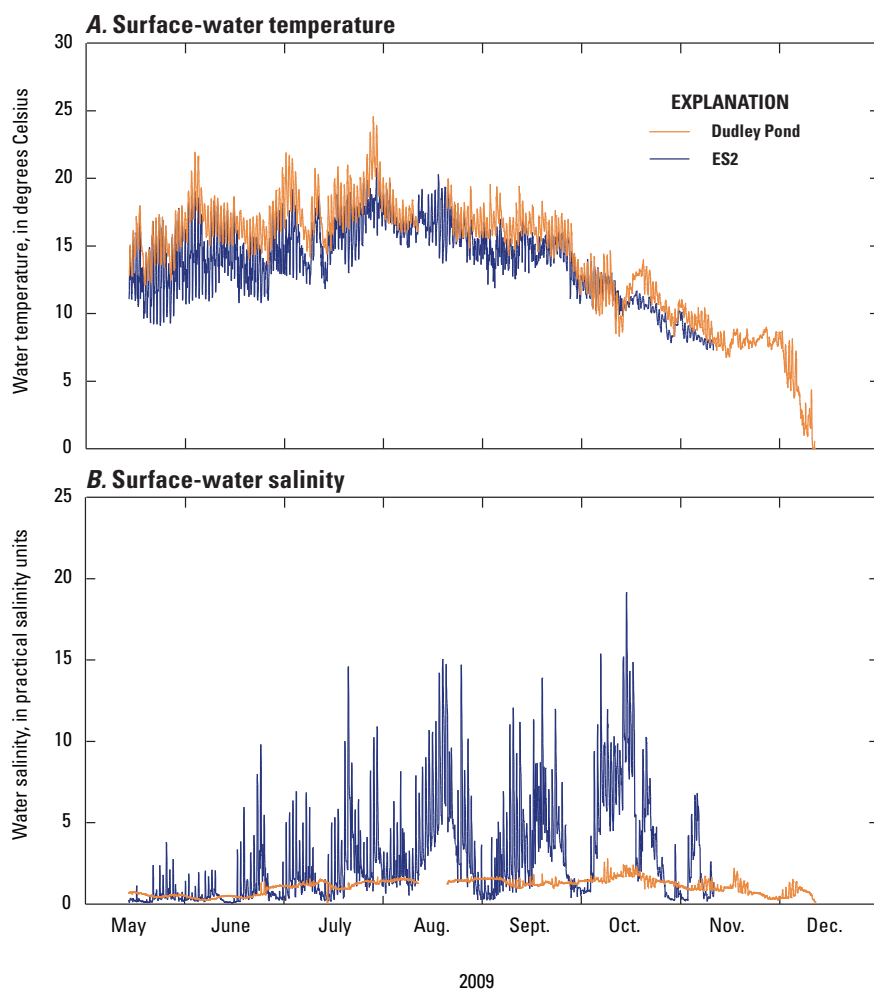 A. Surface-water temperature
30
25
20
15
10
5
0
Water temperature, in degrees Celsius
EXPLANATION
Dudley Pond
ES2
B. Surface-water salinity
25
20
15
10
5
0
Water salinity, in practical salinity units
May June July Aug. Sept. Oct. Nov. Dec.
2009